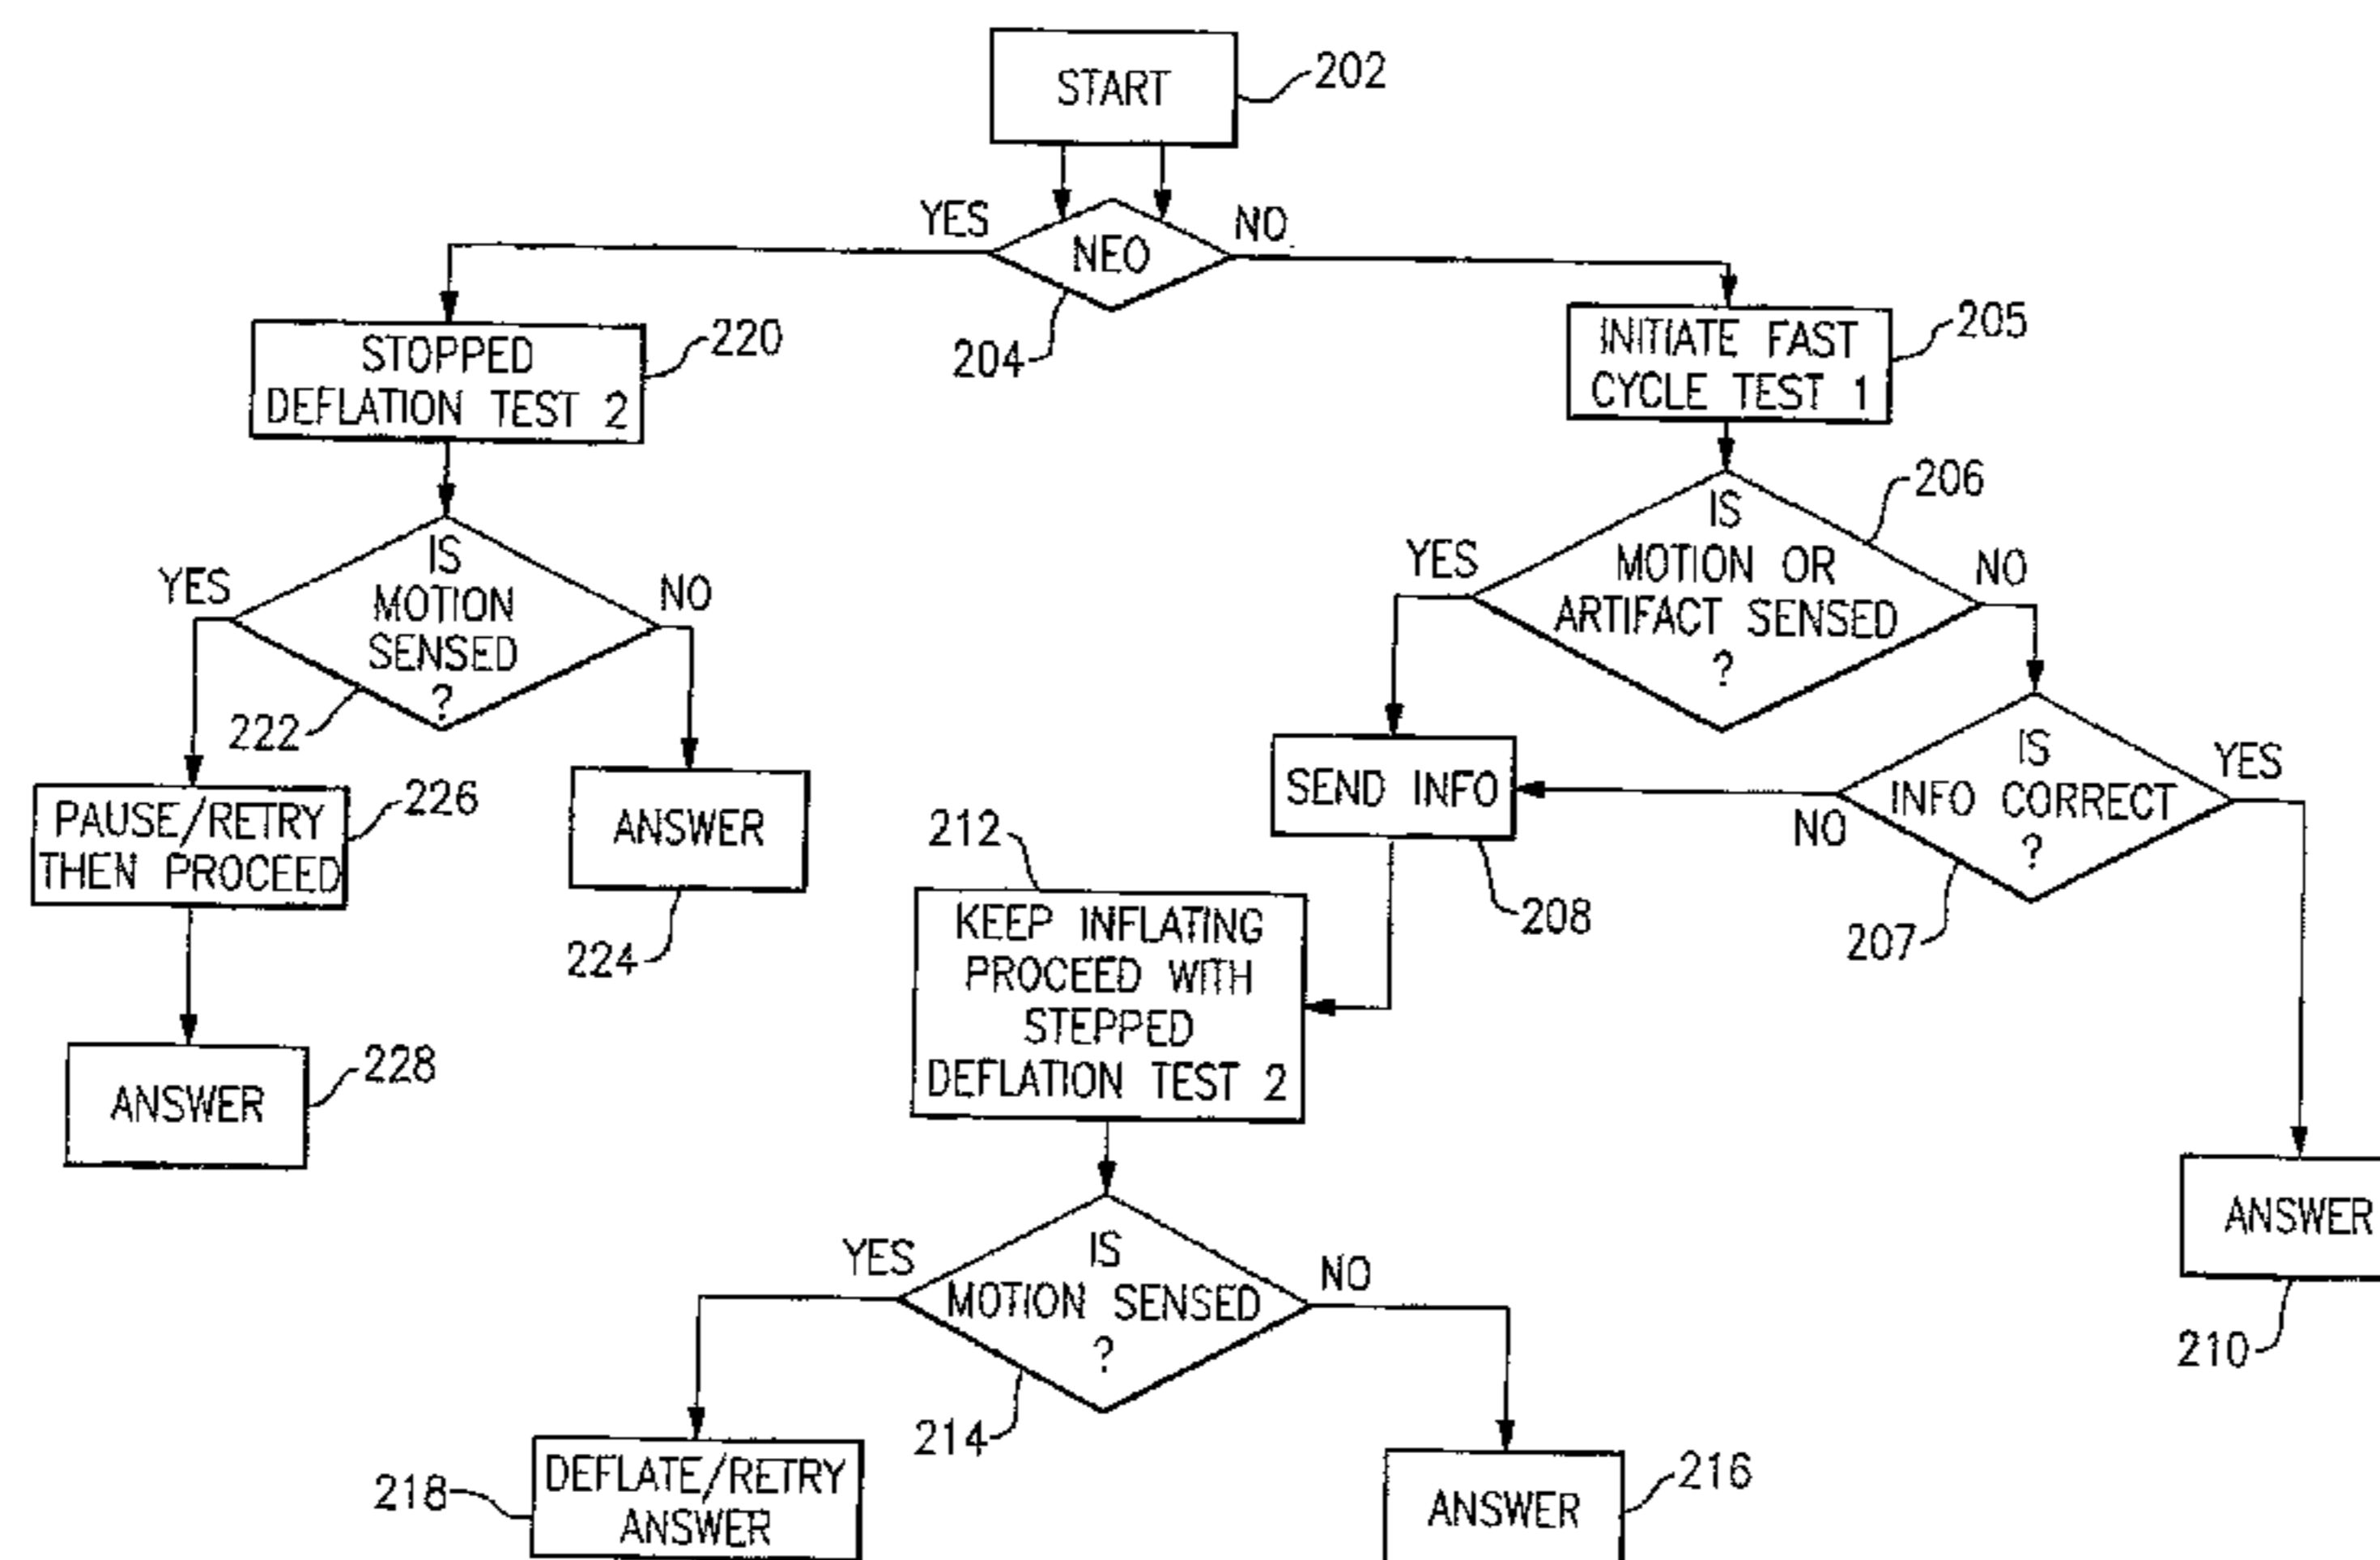 START
202
YES
NEO
NO
204
STOPPED
DEFLATION TEST 2
220
INITIATE FAST
CYCLE TEST 1
205
IS
MOTION
SENSED
?
YES
NO
222
IS
MOTION OR
ARTIFACT SENSED
?
206
YES
NO
PAUSE/RETRY
THEN PROCEED
226
ANSWER
224
SEND INFO
208
IS
INFO CORRECT
?
YES
NO
207
ANSWER
228
212
KEEP INFLATING
PROCEED WITH
STEPPED
DEFLATION TEST 2
ANSWER
210
IS
MOTION SENSED
?
YES
NO
214
218
DEFLATE/RETRY
ANSWER
ANSWER
216